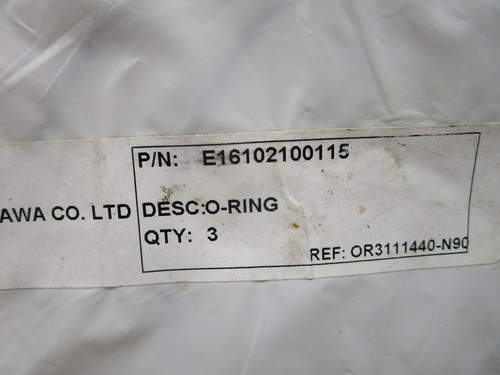 P/N: E16102100115
AWA CO. LTD DESC:O-RING
QTY: 3
REF: OR3111440-N90